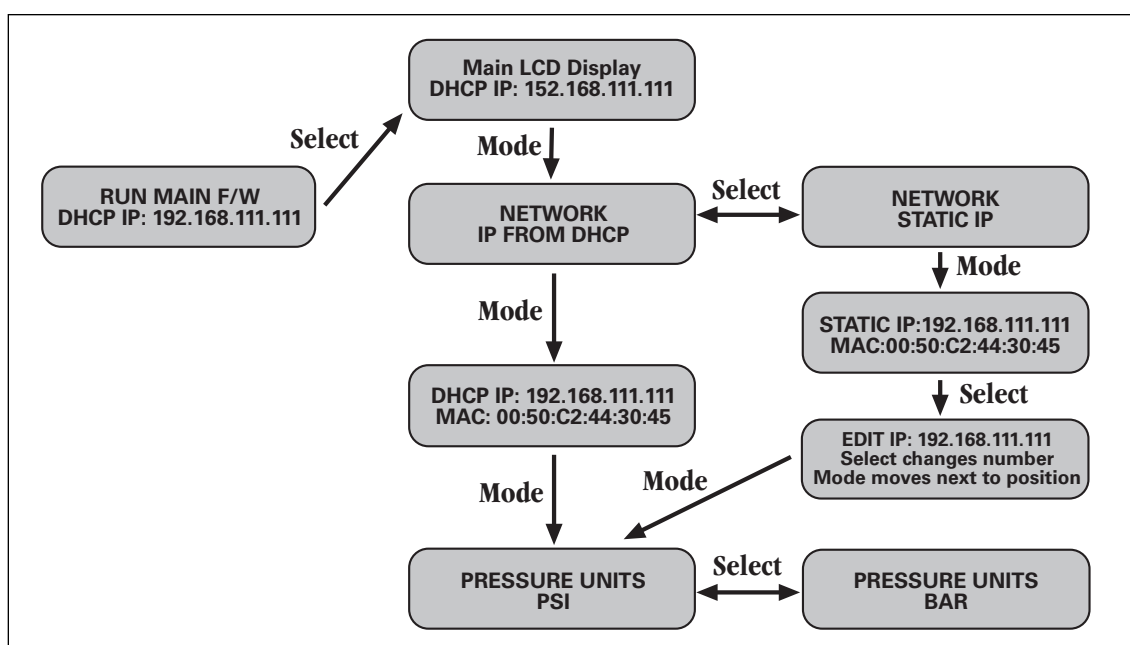 Main LCD Display
DHCP IP: 152.168.111.111
Select
Mode
RUN MAIN F/W
DHCP IP: 192.168.111.111
NETWORK
IP FROM DHCP
Select
NETWORK
STATIC IP
Mode
Mode
STATIC IP:192.168.111.111
MAC:00:50:C2:44:30:45
DHCP IP: 192.168.111.111
MAC: 00:50:C2:44:30:45
Select
EDIT IP: 192.168.111.111
Select changes number
Mode moves next to position
Mode
Mode
PRESSURE UNITS
PSI
Select
PRESSURE UNITS
BAR